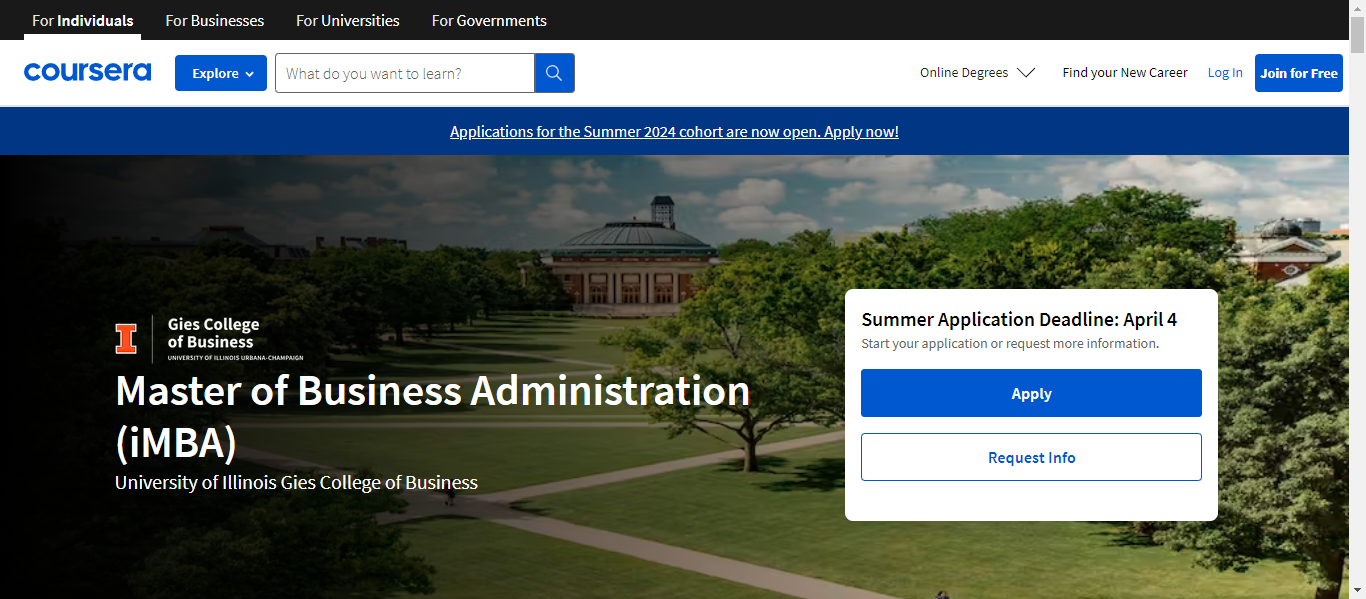 For Individuals
For Businesses
For Universities
For Governments
coursera
Explore
What do you want to learn?
Online Degrees
Find your New Career
Log In
Join for Free
Applications for the Summer 2024 cohort are now open. Apply now!
Gies College
of Business
UNIVERSITY OF ILLINOIS URBANA-CHAMPAIGN
Master of Business Administration
(iMBA)
University of Illinois Gies College of Business
Summer Application Deadline: April 4
Start your application or request more information.
Apply
Request Info